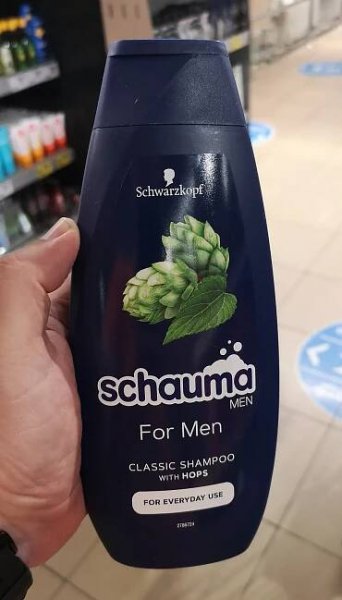 Schwarzkopf
schauma
MEN
For Men
CLASSIC SHAMPOO
WITH HOPS
FOR EVERYDAY USE